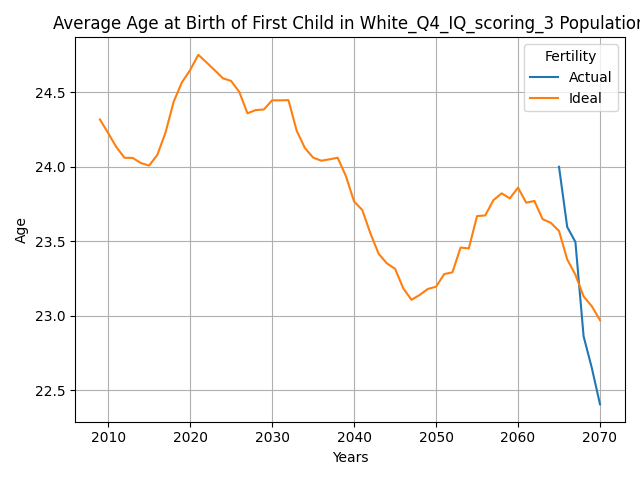 Average Age at Birth of First Child in White_Q4_IQ_scoring_3 Population
Fertility
Actual
Ideal
24.5
24.0
23.5
23.0
22.5
Age
2010 2020 2030 2040 2050 2060 2070
Years